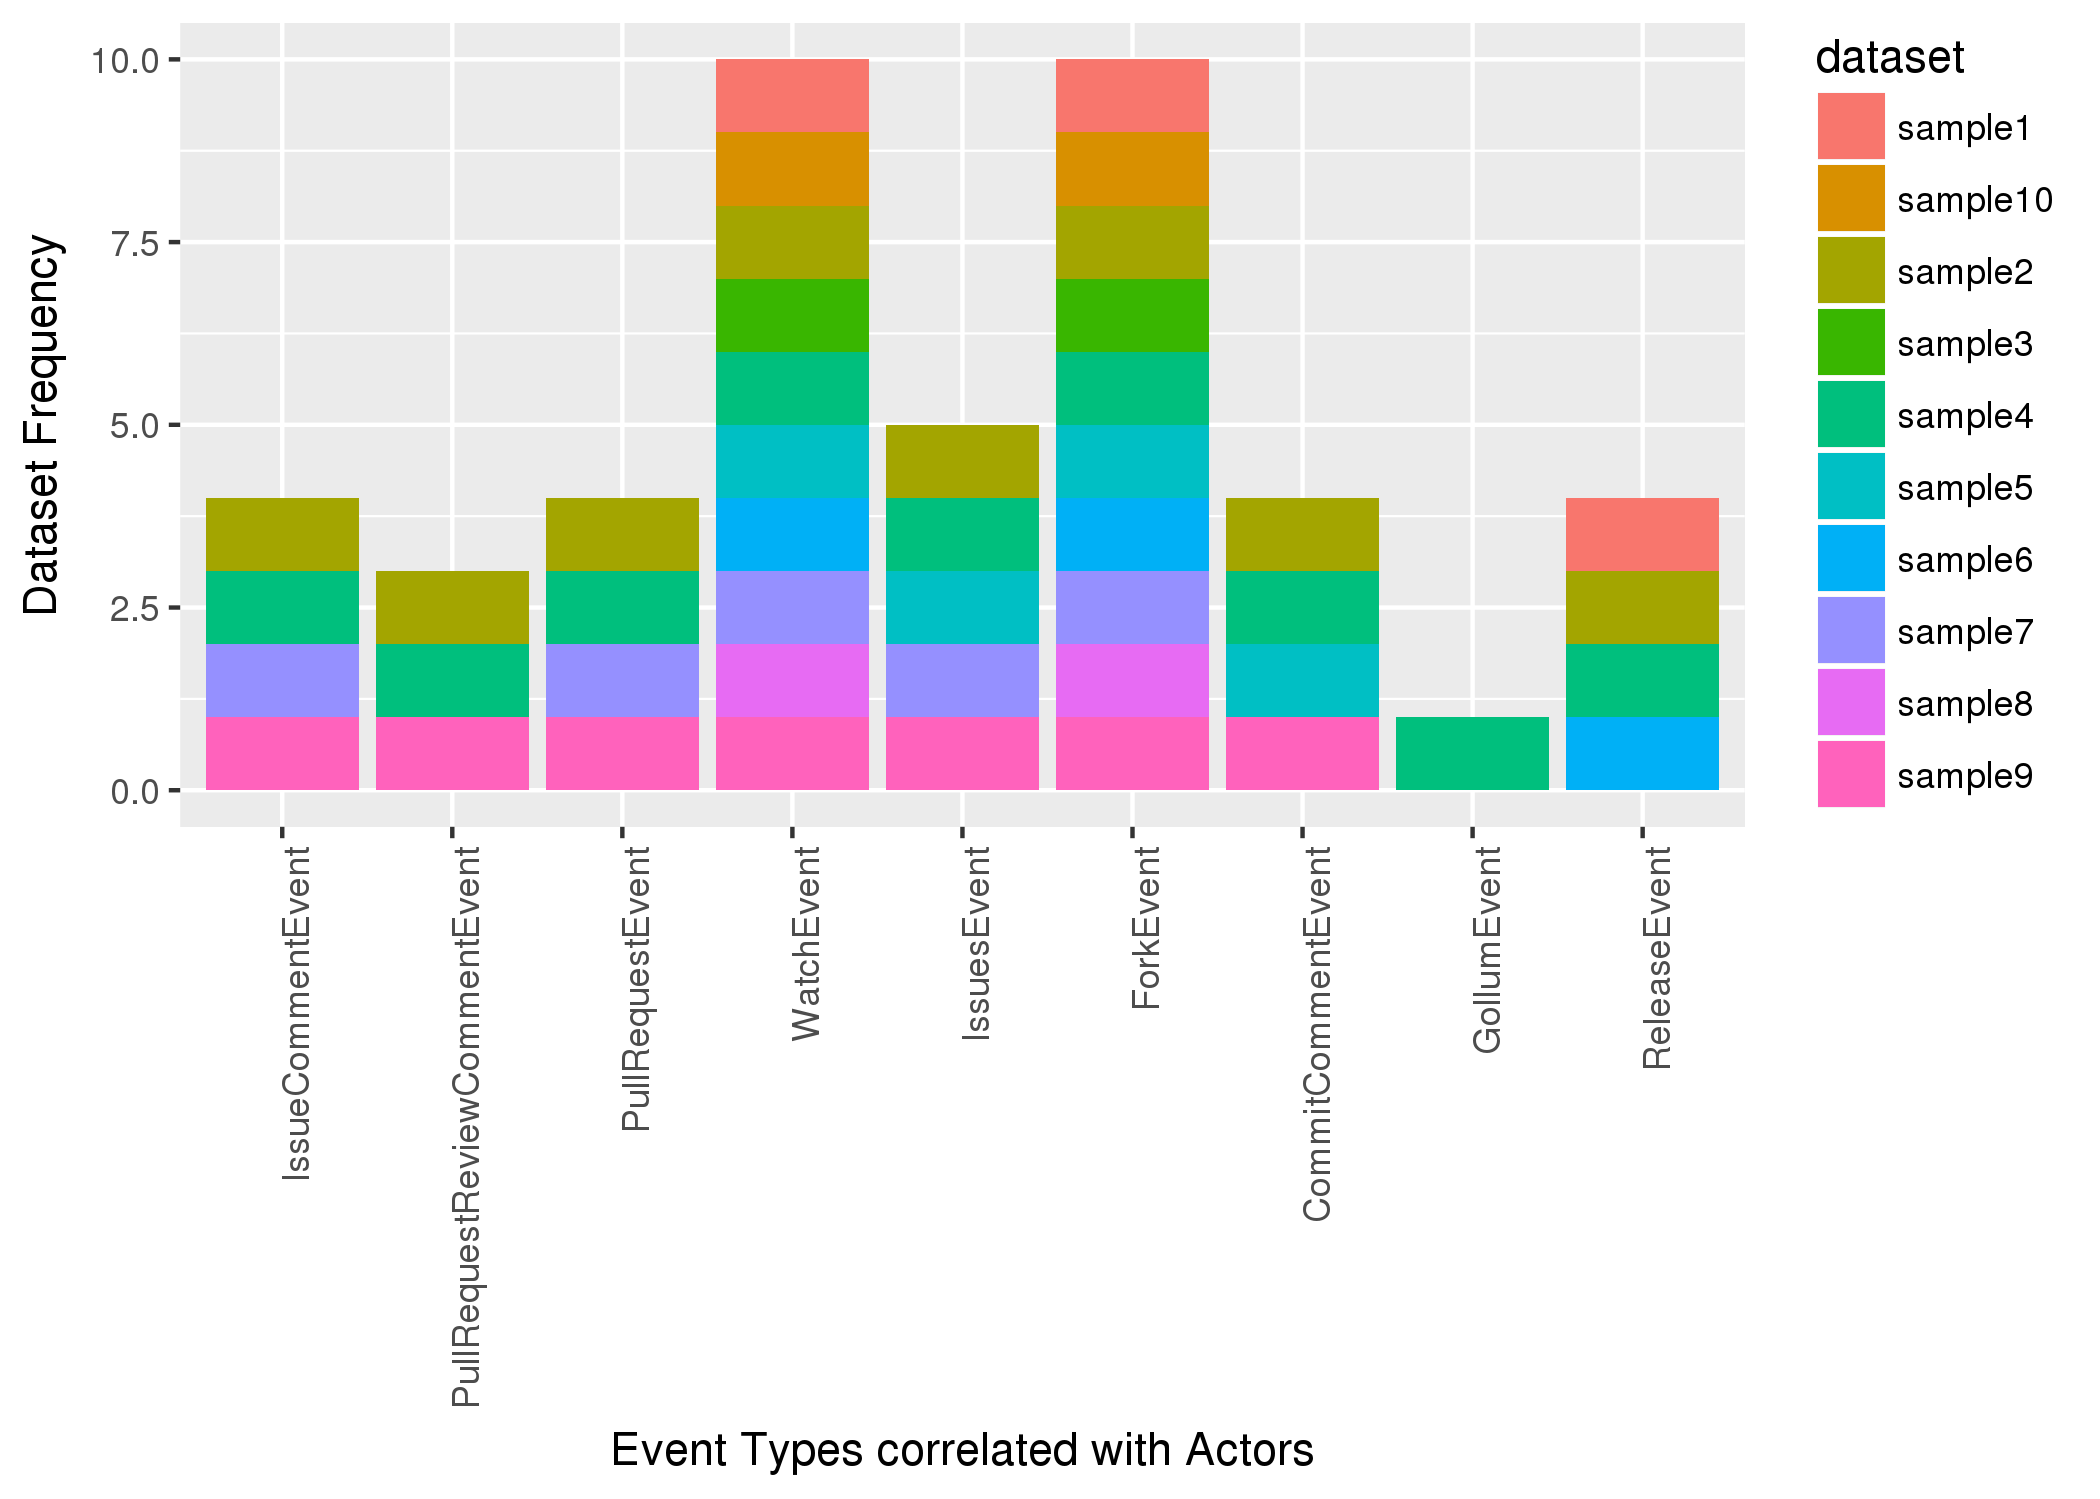 Dataset Frequency
10.0
7.5
5.0
2.5
0.0
IssueCommentEvent
PullRequestReviewCommentEvent
PullRequestEvent
WatchEvent
IssuesEvent
ForkEvent
CommitCommentEvent
GollumEvent
ReleaseEvent
Event Types correlated with Actors
dataset
sample1
sample10
sample2
sample3
sample4
sample5
sample6
sample7
sample8
sample9